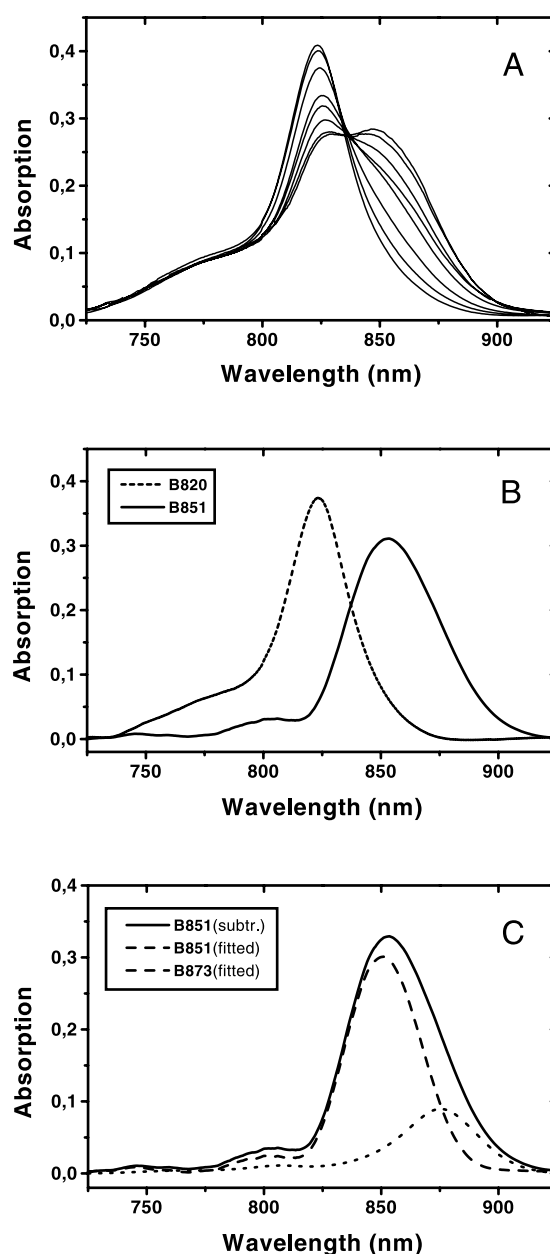 A
Absorption
0,4
0,3
0,2
0,1
0,0
750 800 850 900
Wavelength (nm)
B
B820
B851
Absorption
0,4
0,3
0,2
0,1
0,0
750 800 850 900
Wavelength (nm)
C
B851(subtr.)
B851(fitted)
B873(fitted)
Absorption
0,4
0,3
0,2
0,1
0,0
750 800 850 900
Wavelength (nm)